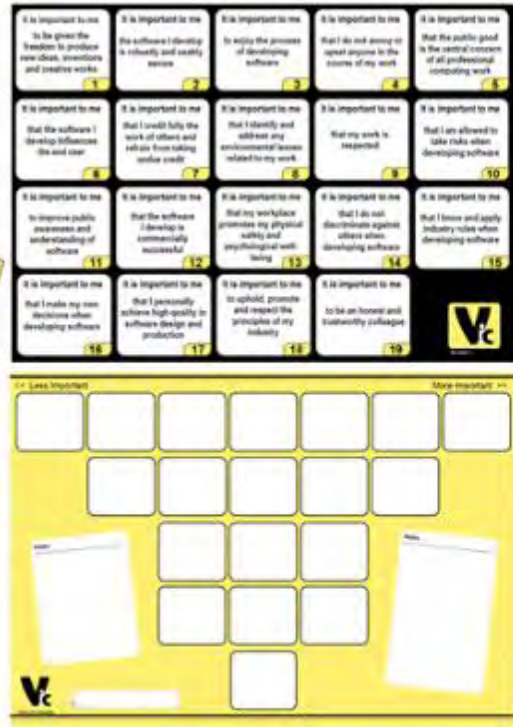 It is important to me
to be given the
freedom to produce
new ideas, inventions
and creative works
1
It is important to me
the software I develop
is robustly and usably
secure
2
It is important to me
to enjoy the process
of developing
software
3
It is important to me
that I do not annoy or
upset anyone in the
course of my work
4
It is important to me
that the public good
is the central concern
of all professional
computing work
5
It is important to me
that the software I
develop influences
the end user
6
It is important to me
that I credit fully the
work of others and
refrain from taking
undue credit
7
It is important to me
that I identify and
address any
environmental issues
related to my work
8
It is important to me
that my work is
respected
9
It is important to me
that I am allowed to
take risks when
developing software
10
It is important to me
to improve public
awareness and
understanding of
software
11
It is important to me
that the software
I develop is
commercially
successful
12
It is important to me
that my workplace
promotes my physical
safety and
psychological well-
being
13
It is important to me
that I do not
discriminate against
others when
developing software
14
It is important to me
that I know and apply
industry rules when
developing software
15
It is important to me
that I make my own
decisions when
developing software
16
It is important to me
that I personally
achieve high quality in
software design and
production
17
It is important to me
to uphold, promote
and respect the
principles of my
industry
18
It is important to me
to be an honest and
trustworthy colleague
19
<< Less Important
More Important >>